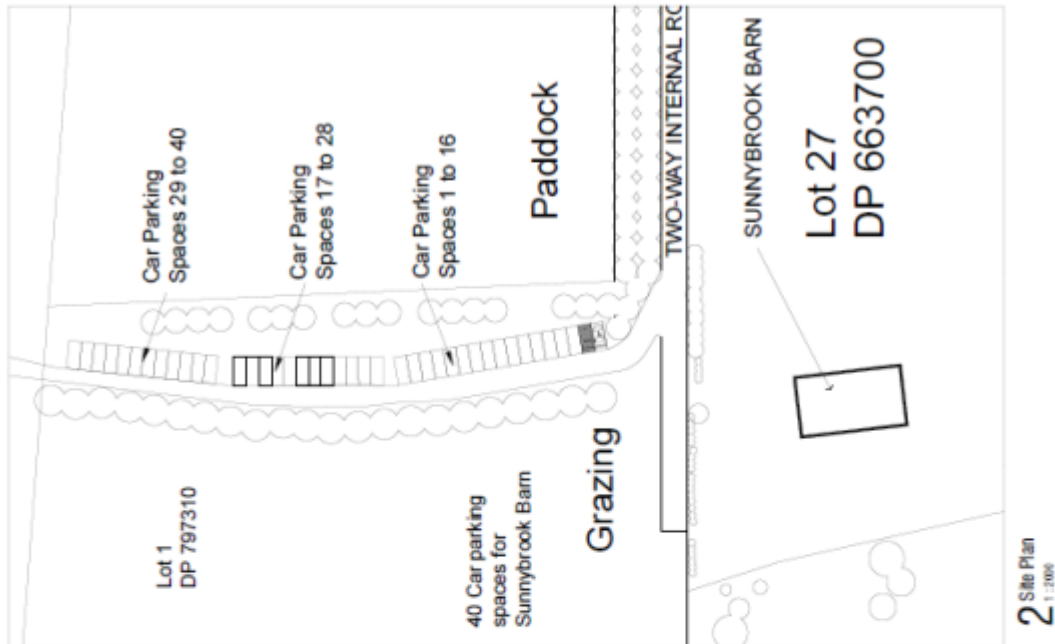 Car Parking
Spaces 29 to 40
Car Parking
Spaces 17 to 28
Car Parking
Spaces 1 to 16
Paddock
TWO-WAY INTERNAL RO
SUNNYBROOK BARN
Lot 27
DP 663700
Lot 1
DP 797310
40 Car parking
spaces for
Sunnybrook Barn
Grazing
2 Site Plan